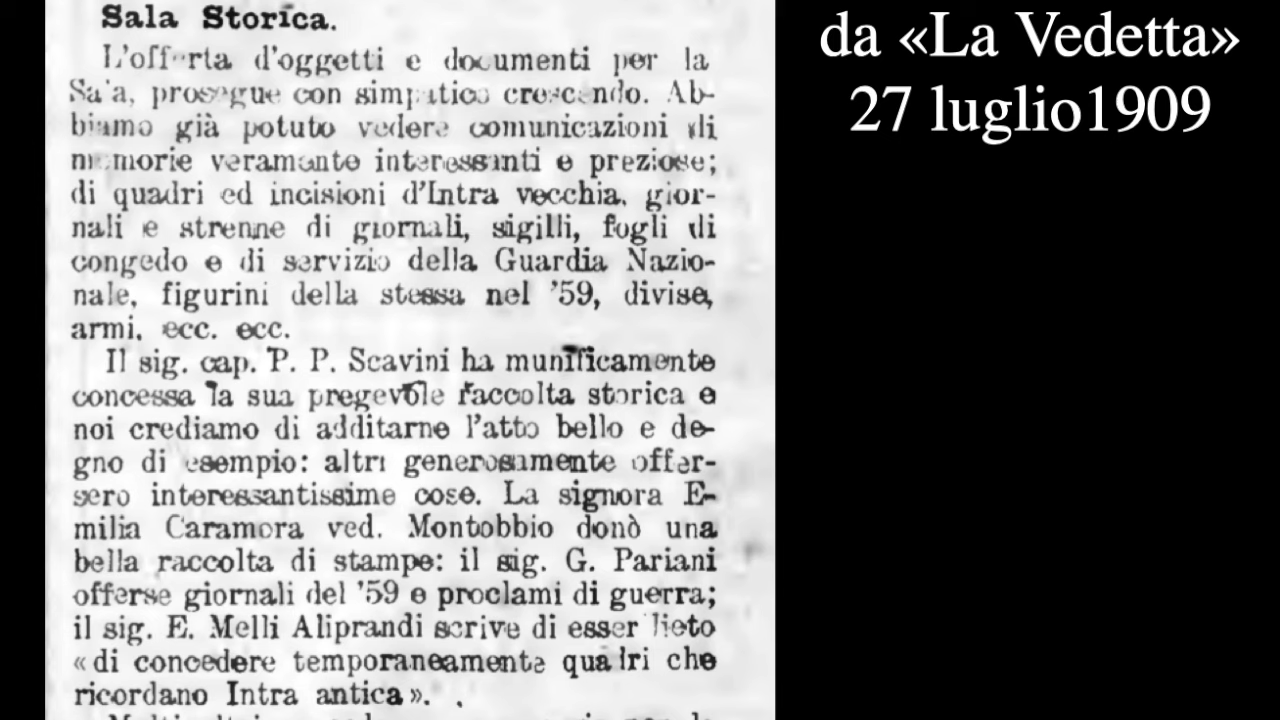 Sala Storica.
L'offerta d'oggetti e documenti per la
Sala, prosegue con simpatico crescendo. Ab-
biamo già potuto vedere comunicazioni di
memorie veramente interessanti e preziose;
di quadri ed incisioni d'Intra vecchia, gior-
nali e strenne di giornali, sigilli, fogli di
congedo e di servizio della Guardia Nazio-
nale, figurini della stessa nel '59, divise,
armi, ecc. ecc.
Il sig. cap. P. P. Scavini ha munificamente
concessa la sua pregevole raccolta storica e
noi crediamo di additarne l'atto bello e de-
gno di esempio: altri generosamente offer-
sero interessantissime cose. La signora E-
milia Caramora ved. Montobbio donò una
bella raccolta di stampe: il sig. G. Pariani
offerse giornali del '59 e proclami di guerra;
il sig. E. Melli Aliprandi scrive di esser lieto
«di concedere temporaneamente quadri che
ricordano Intra antica».
da «La Vedetta»
27 luglio1909